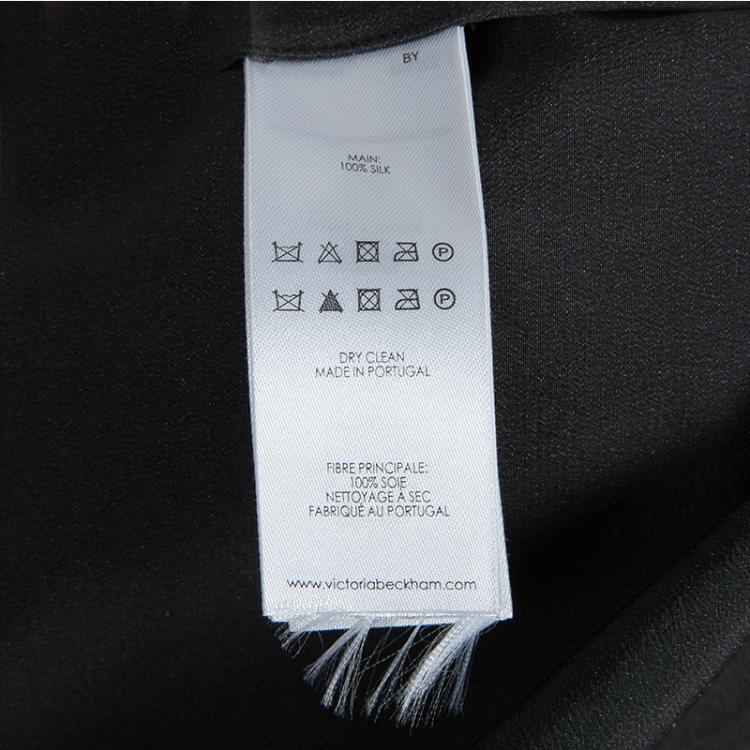 BY
MAIN:
100% SILK
P
P
DRY CLEAN
MADE IN PORTUGAL
FIBRE PRINCIPALE:
100% SOIE
NETTOYAGE À SEC
FABRIQUÉ AU PORTUGAL
www.victoriabeckham.com